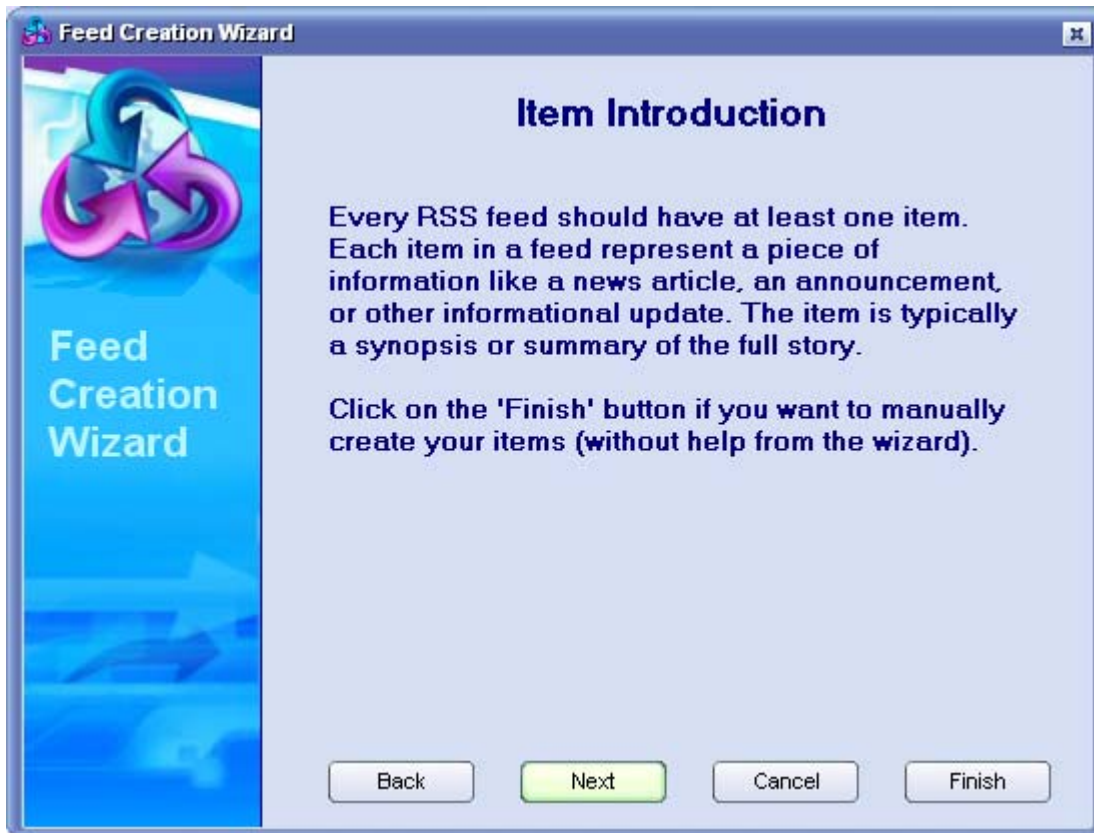 Feed Creation Wizard
Item Introduction
Every RSS feed should have at least one item.
Each item in a feed represent a piece of
information like a news article, an announcement,
or other informational update. The item is typically
a synopsis or summary of the full story.
Click on the 'Finish' button if you want to manually
create your items (without help from the wizard).
Feed
Creation
Wizard
Back
Next
Cancel
Finish